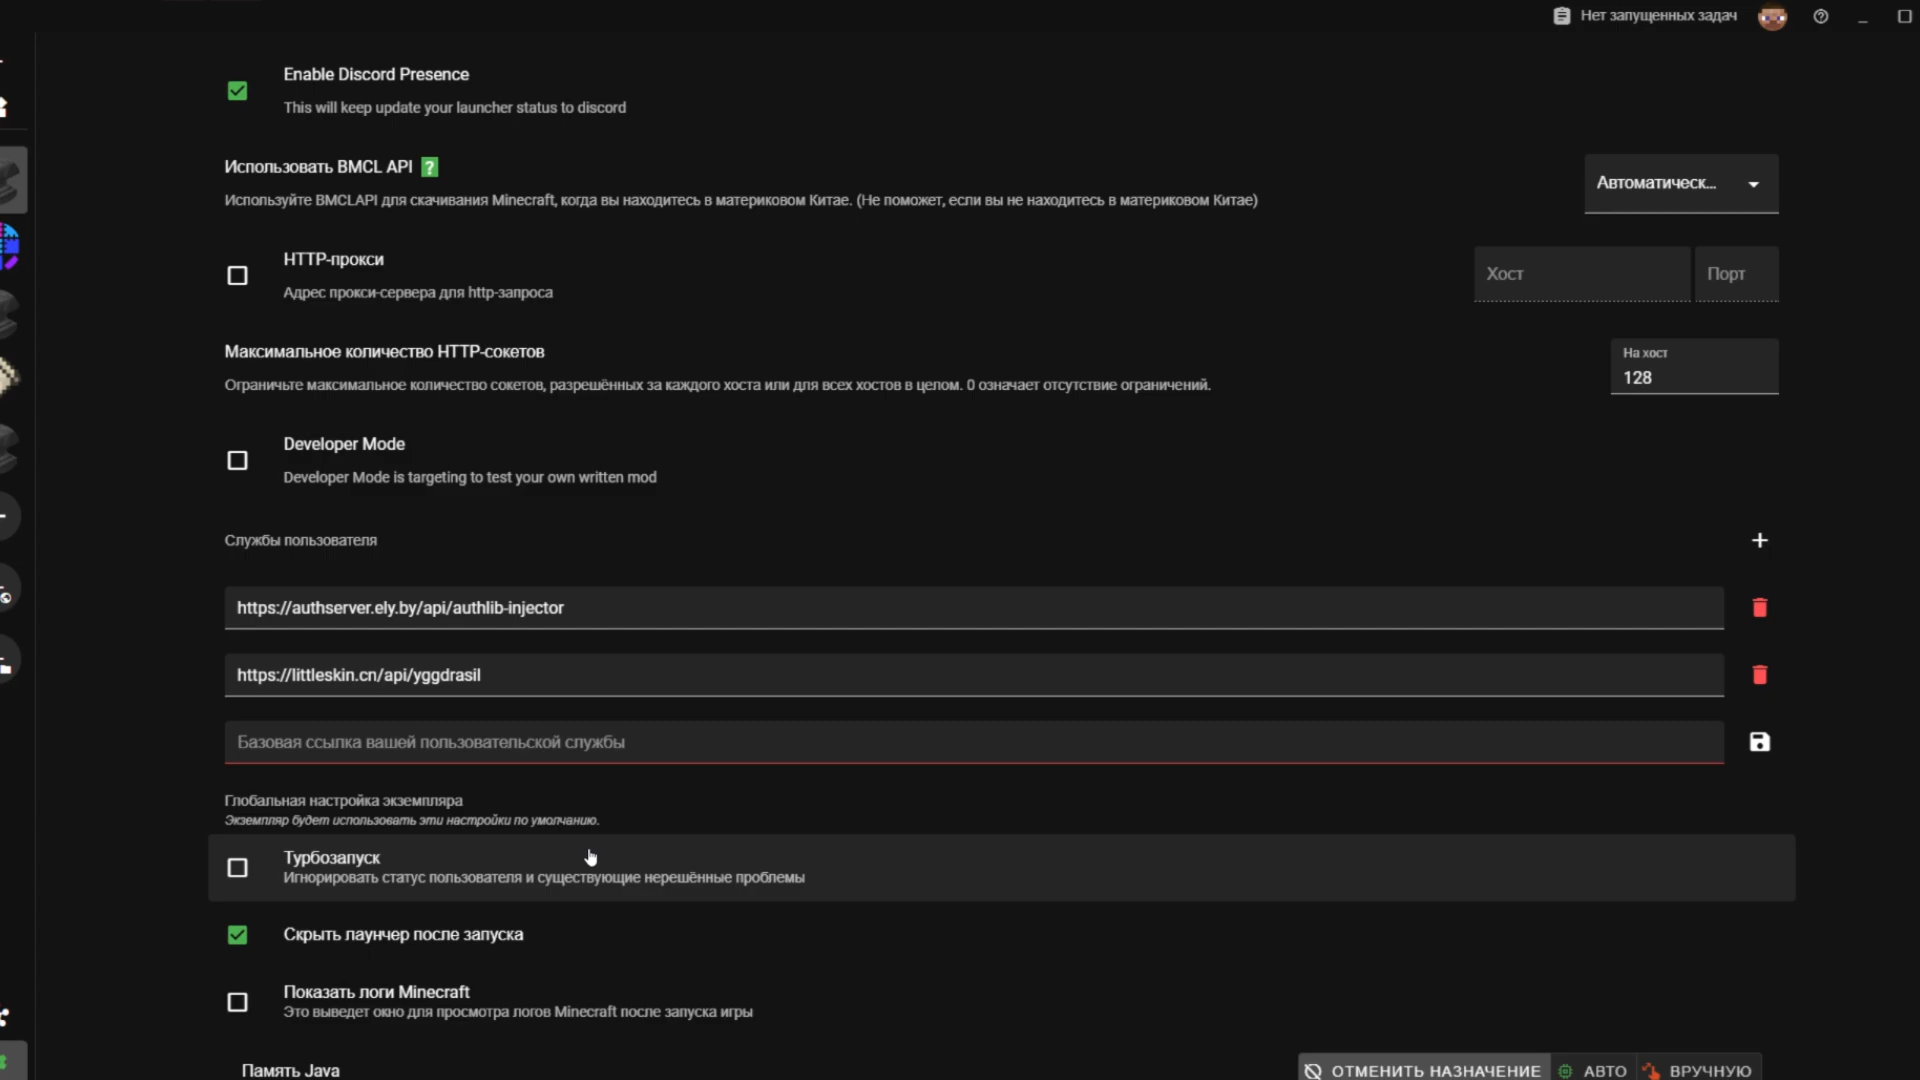 Нет запущенных задач
Enable Discord Presence
This will keep update your launcher status to discord
Использовать BMCL API ?
Используйте BMCLAPI для скачивания Minecraft, когда вы находитесь в материковом Китае. (Не поможет, если вы не находитесь в материковом Китае)
Автоматическ...
HTTP-прокси
Адрес прокси-сервера для http-запроса
Хост
Порт
Максимальное количество HTTP-сокетов
Ограничьте максимальное количество сокетов, разрешённых за каждого хоста или для всех хостов в целом. 0 означает отсутствие ограничений.
На хост
128
Developer Mode
Developer Mode is targeting to test your own written mod
Службы пользователя
https://authserver.ely.by/api/authlib-injector
https://littleskin.cn/api/yggdrasil
Базовая ссылка вашей пользовательской службы
Глобальная настройка экземпляра
Экземпляр будет использовать эти настройки по умолчанию.
Турбозапуск
Игнорировать статус пользователя и существующие нерешённые проблемы
Скрыть лаунчер после запуска
Показать логи Minecraft
Это выведет окно для просмотра логов Minecraft после запуска игры
Память Java
ОТМЕНИТЬ НАЗНАЧЕНИЕ
АВТО
ВРУЧНУЮ